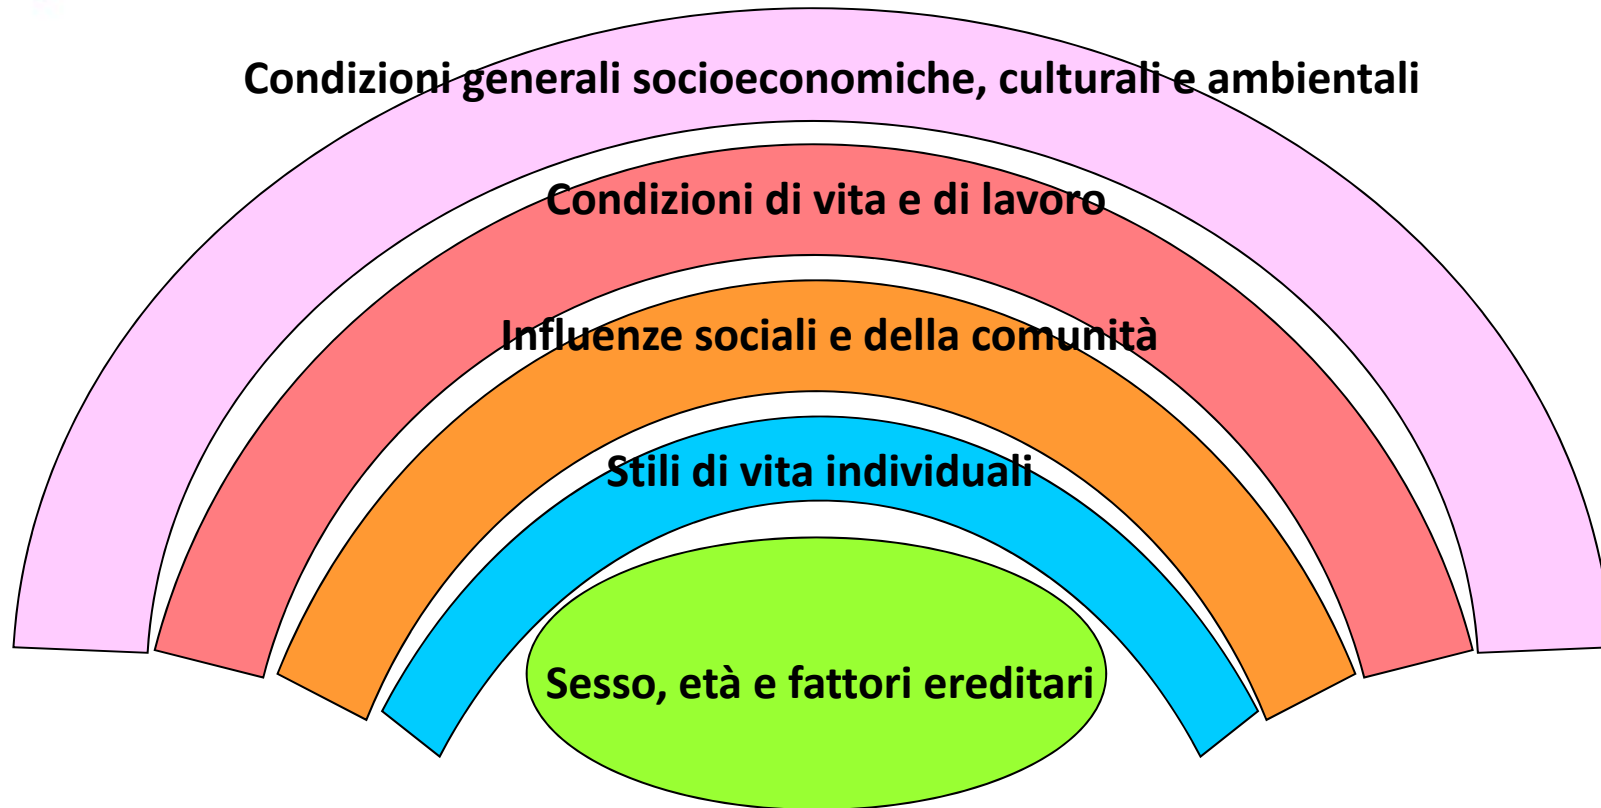 Condizioni generali socioeconomiche, culturali e ambientali
Condizioni di vita e di lavoro
Influenze sociali e della comunità
Stili di vita individuali
Sesso, età e fattori ereditari